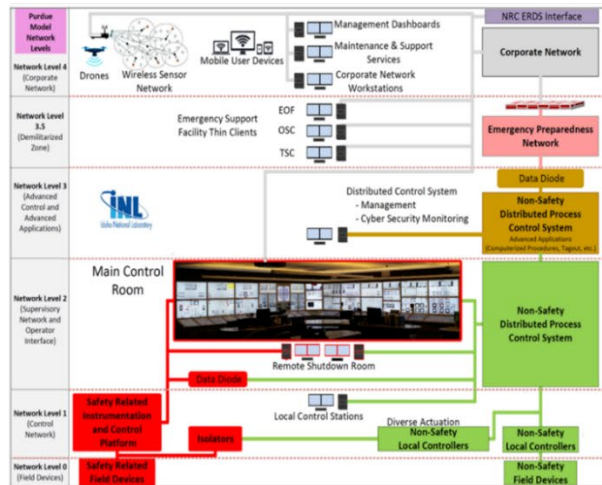 Purdue
Model
Network
Levels
Network Level 4
(Corporate
Network)
Drones
Wireless Sensor
Network
Mobile User Devices
Management Dashboards
Maintenance & Support
Services
Corporate Network
Workstations
NRC ERDS Interface
Corporate Network
Network Level
3.5
(Demilitarized
Zone)
Emergency Support
Facility Thin Clients
EOF
OSC
TSC
Emergency Preparedness
Network
Data Diode
Network Level 3
(Advanced
Control and
Advanced
Applications)
INL
Idaho National Laboratory
Distributed Control System
- Management
- Cyber Security Monitoring
Non-Safety
Distributed Process
Control System
Advanced Applications
(Computerized Procedures, Tagout, etc.)
Network Level 2
(Supervisory
Network and
Operator
Interface)
Main Control
Room
Remote Shutdown Room
Data Diode
Non-Safety
Distributed Process
Control System
Network Level 1
(Control
Network)
Safety Related
Instrumentation
and Control
Platform
Local Control Stations
Isolators
Diverse Actuation
Non-Safety
Local Controllers
Non-Safety
Local Controllers
Network Level 0
(Field Devices)
Safety Related
Field Devices
Non-Safety
Field Devices